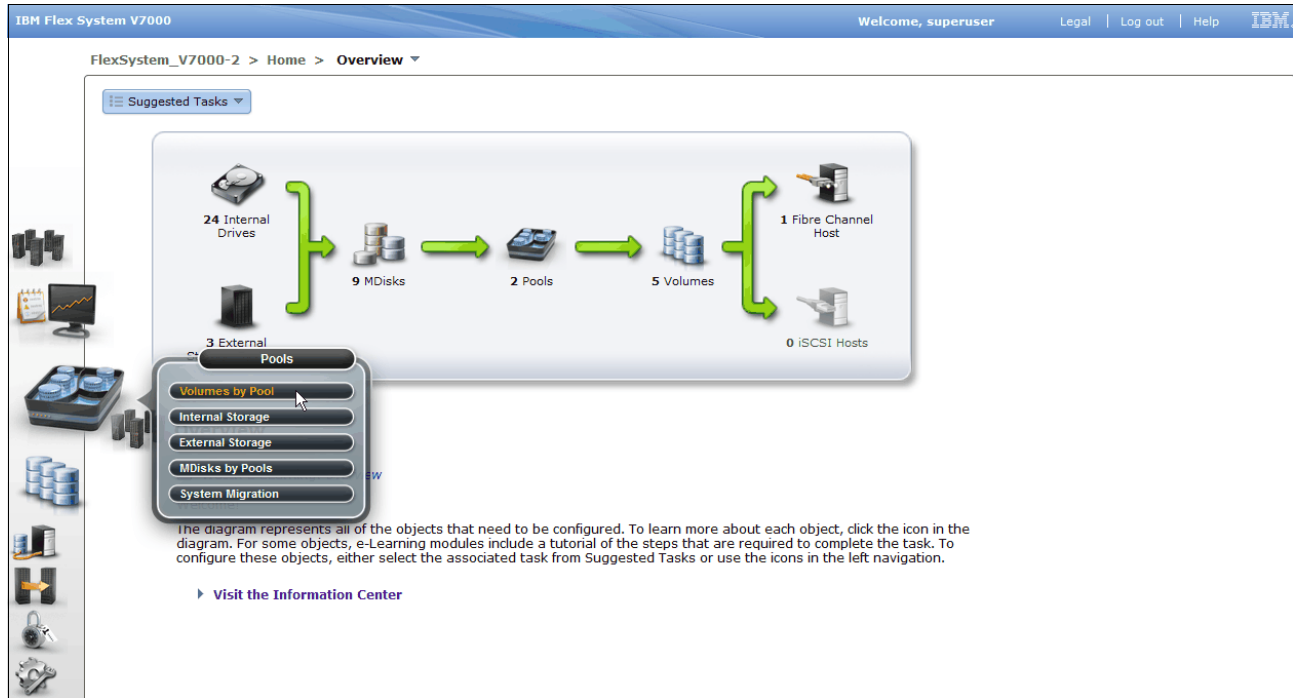 IBM Flex System V7000
Welcome, superuser
Legal | Log out | Help
IBM.
FlexSystem_V7000-2 > Home > Overview
Suggested Tasks
24 Internal
Drives
3 External
9 MDisks
2 Pools
5 Volumes
1 Fibre Channel
Host
0 iSCSI Hosts
Pools
Volumes by Pool
Internal Storage
External Storage
MDisks by Pools
System Migration
The diagram represents all of the objects that need to be configured. To learn more about each object, click the icon in the
diagram. For some objects, e-Learning modules include a tutorial of the steps that are required to complete the task. To
configure these objects, either select the associated task from Suggested Tasks or use the icons in the left navigation.
Visit the Information Center